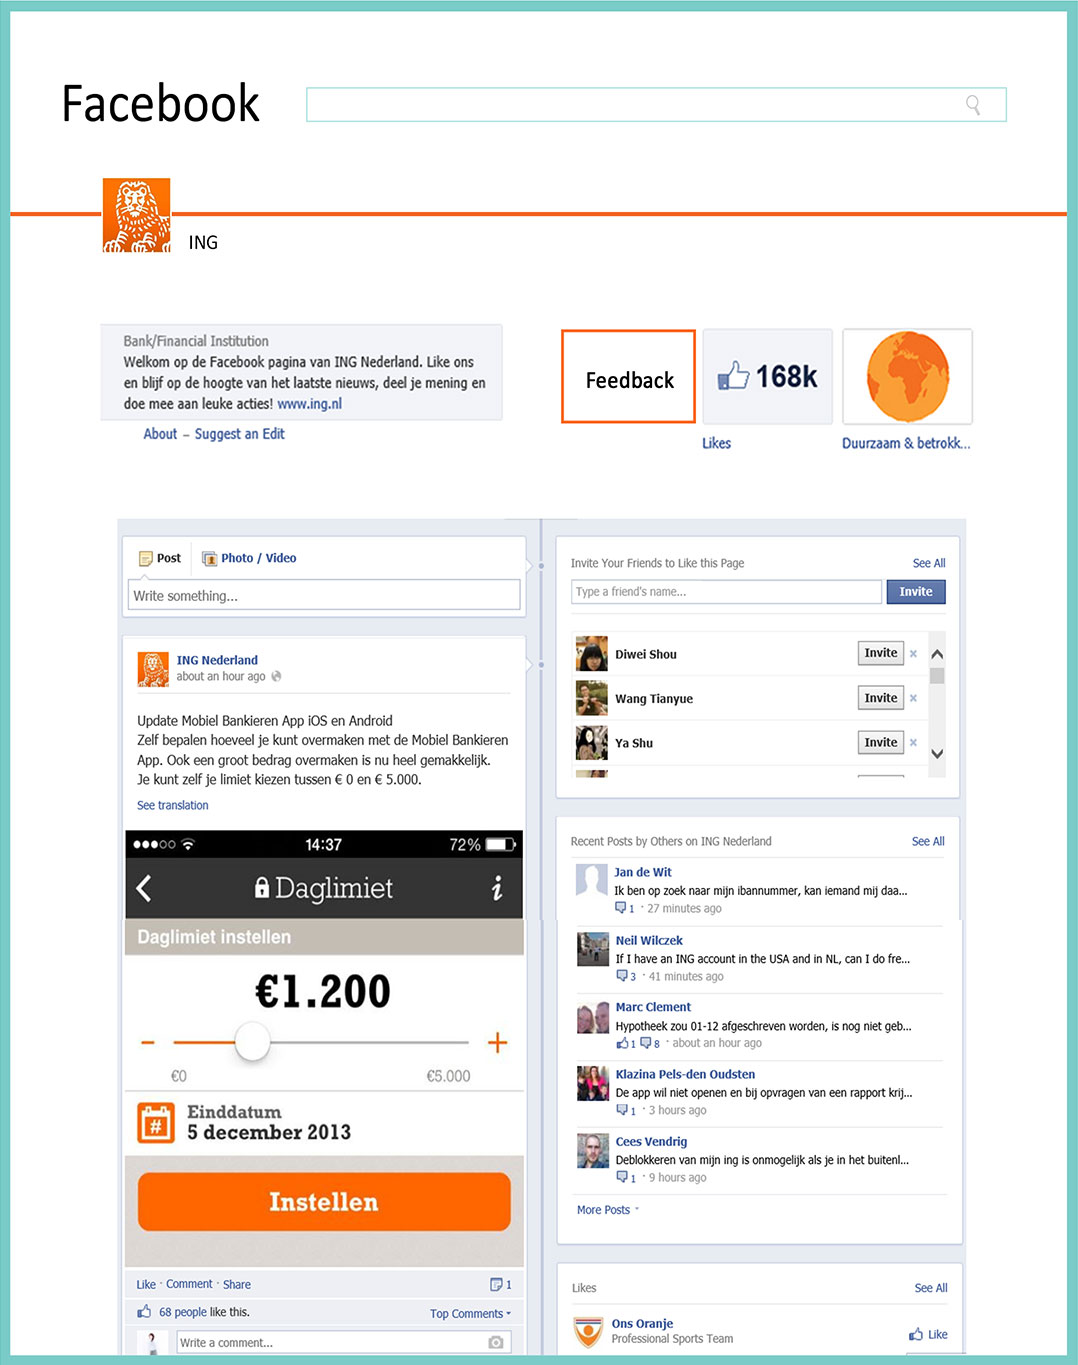 Facebook
ING
Bank/Financial Institution
Welkom op de Facebook pagina van ING Nederland. Like ons
en blijf op de hoogte van het laatste nieuws, deel je mening en
doe mee aan leuke acties! www.ing.nl
About – Suggest an Edit
Feedback
168k
Likes
Duurzaam & betrokk...
Post
Photo / Video
Write something...
ING Nederland
about an hour ago
Update Mobiel Bankieren App iOS en Android
Zelf bepalen hoeveel je kunt overmaken met de Mobiel Bankieren
App. Ook een groot bedrag overmaken is nu heel gemakkelijk.
Je kunt zelf je limiet kiezen tussen € 0 en € 5.000.
See translation
14:37
72%
Daglimiet
i
Daglimiet instellen
€1.200
- +
€0 €5.000
#
Einddatum
5 december 2013
Instellen
Like · Comment · Share 1
68 people like this. Top Comments
Write a comment...
Invite Your Friends to Like this Page See All
Type a friend's name... Invite
Diwei Shou Invite ×
Wang Tianyue Invite ×
Ya Shu Invite ×
Recent Posts by Others on ING Nederland See All
Jan de Wit
Ik ben op zoek naar mijn ibannummer, kan iemand mij daa...
1 · 27 minutes ago
Neil Wilczek
If I have an ING account in the USA and in NL, can I do fre...
3 · 41 minutes ago
Marc Clement
Hypotheek zou 01-12 afgeschreven worden, is nog niet geb...
1 8 · about an hour ago
Klazina Pels-den Oudsten
De app wil niet openen en bij opvragen van een rapport krij...
1 · 3 hours ago
Cees Vendrig
Deblokkeren van mijn ing is onmogelijk als je in het buitenl...
1 · 9 hours ago
More Posts
Likes See All
Ons Oranje
Professional Sports Team
Like